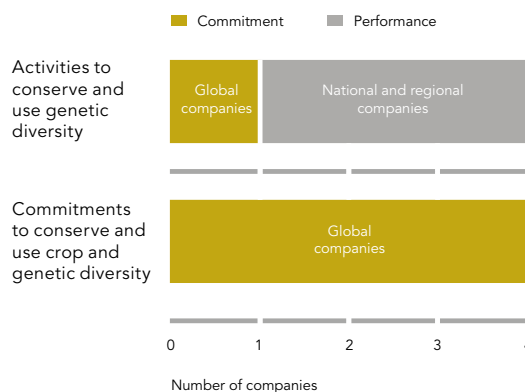 Commitment Performance
Activities to
conserve and
use genetic
diversity
Global
companies
National and regional
companies
Commitments
to conserve and
use crop and
genetic diversity
Global
companies
0 1 2 3
Number of companies